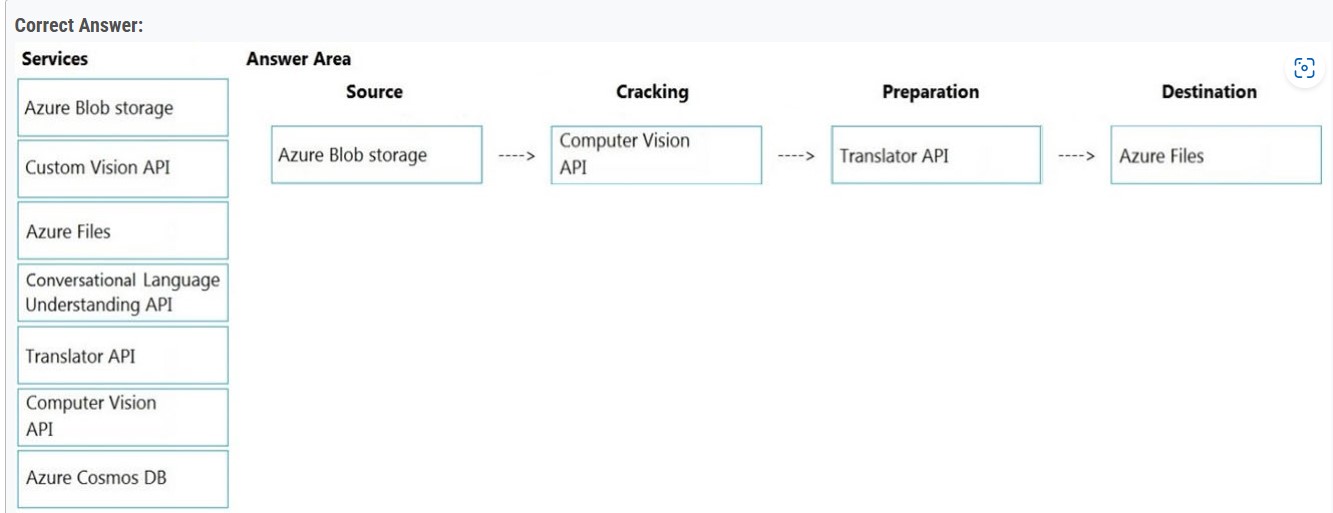 Correct Answer:
Services
Answer Area
Source
Cracking
Preparation
Destination
Azure Blob storage
Custom Vision API
Azure Files
Conversational Language
Understanding API
Translator API
Computer Vision
API
Azure Cosmos DB
Azure Blob storage
---->
Computer Vision
API
---->
Translator API
---->
Azure Files